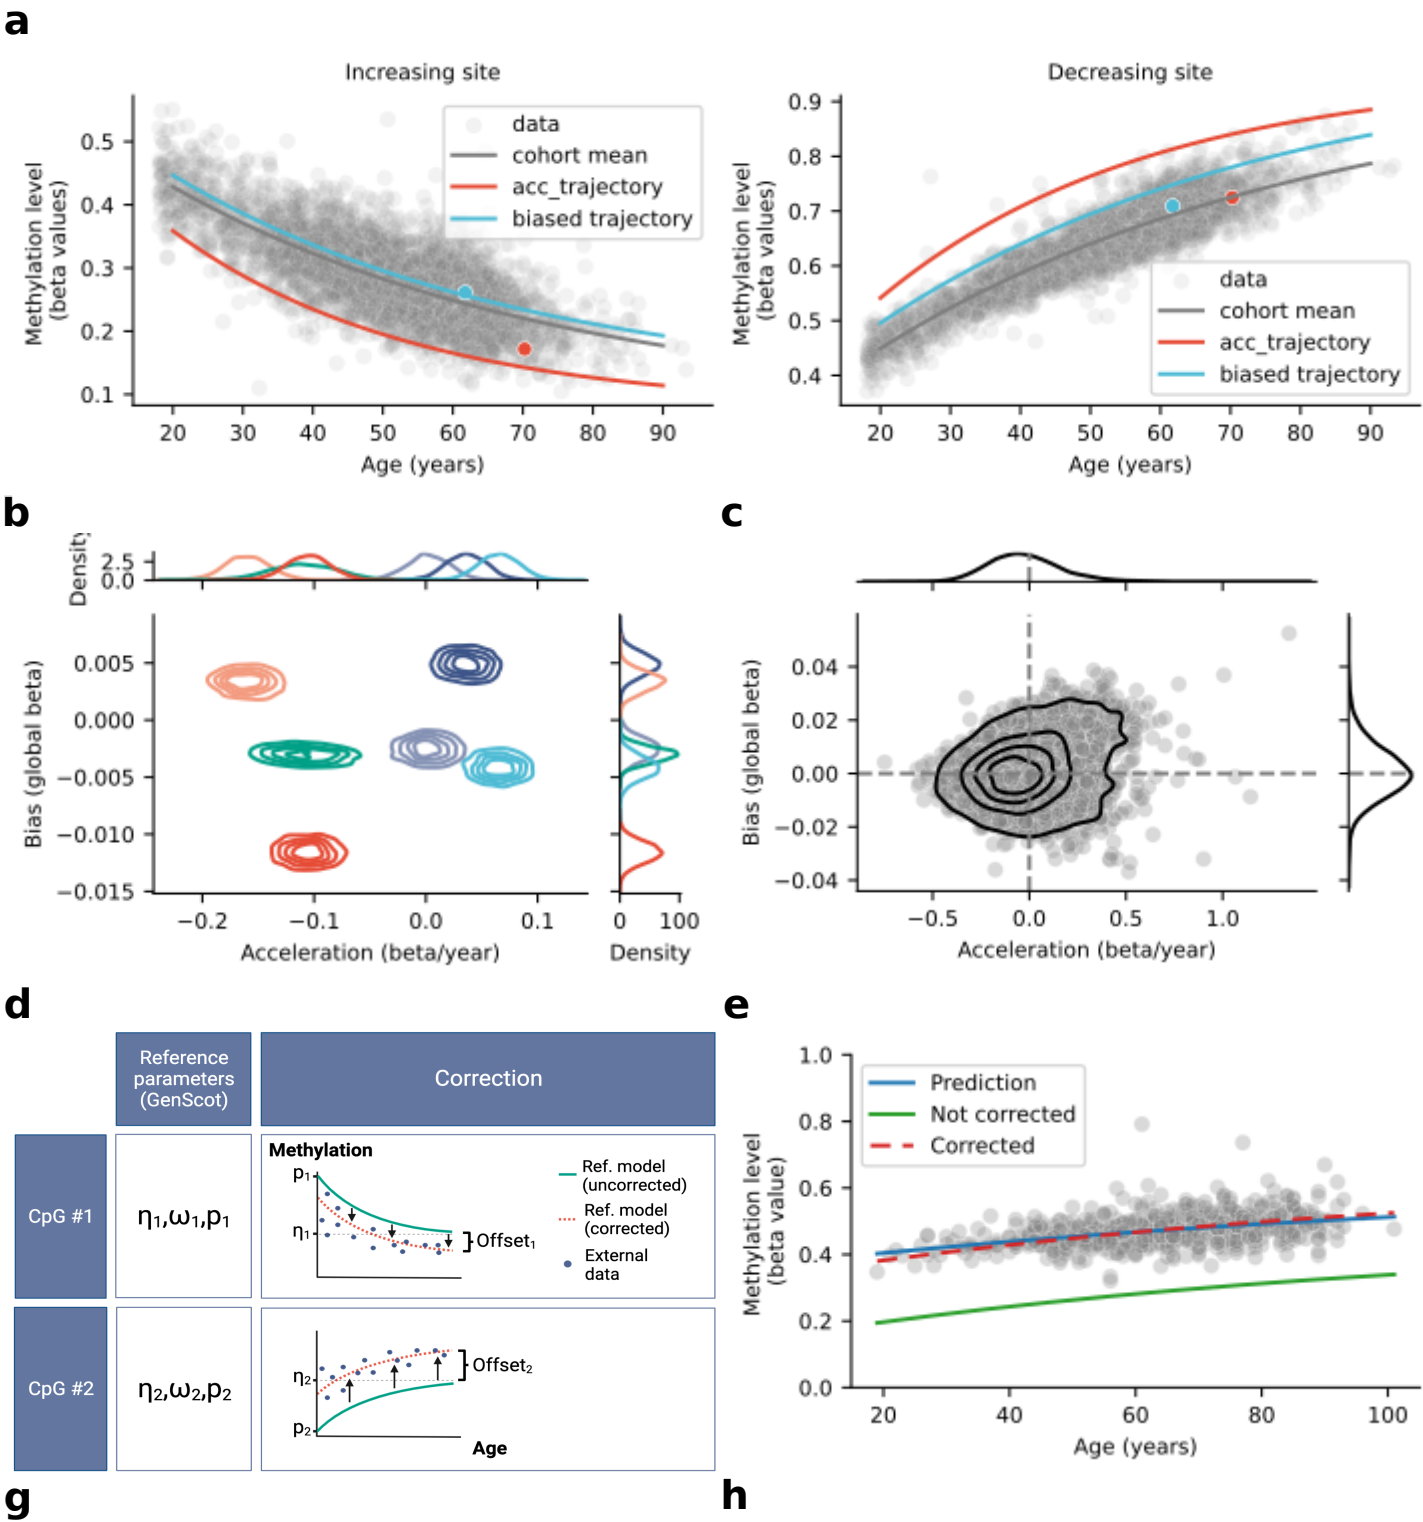 a
Increasing site
Methylation level
(beta values)
0.5
0.4
0.3
0.2
0.1
data
cohort mean
acc_trajectory
biased trajectory
20 30 40 50 60 70 80 90
Age (years)
Decreasing site
Methylation level
(beta values)
0.9
0.8
0.7
0.6
0.5
0.4
data
cohort mean
acc_trajectory
biased trajectory
20 30 40 50 60 70 80 90
Age (years)
b
Density
2.5
0.0
Bias (global beta)
0.005
0.000
−0.005
−0.010
−0.015
−0.2 −0.1 0.0 0.1
Acceleration (beta/year)
0 100
Density
c
Bias (global beta)
0.04
0.02
0.00
−0.02
−0.04
−0.5 0.0 0.5 1.0
Acceleration (beta/year)
d
Reference
parameters
(GenScot)
Correction
CpG #1
η1,ω1,p1
Methylation
p1
η1
Offset1
Ref. model
(uncorrected)
Ref. model
(corrected)
External
data
CpG #2
η2,ω2,p2
η2
p2
Offset2
Age
e
Methylation level
(beta value)
1.0
0.8
0.6
0.4
0.2
0.0
Prediction
Not corrected
Corrected
20 40 60 80 100
Age (years)
g
h